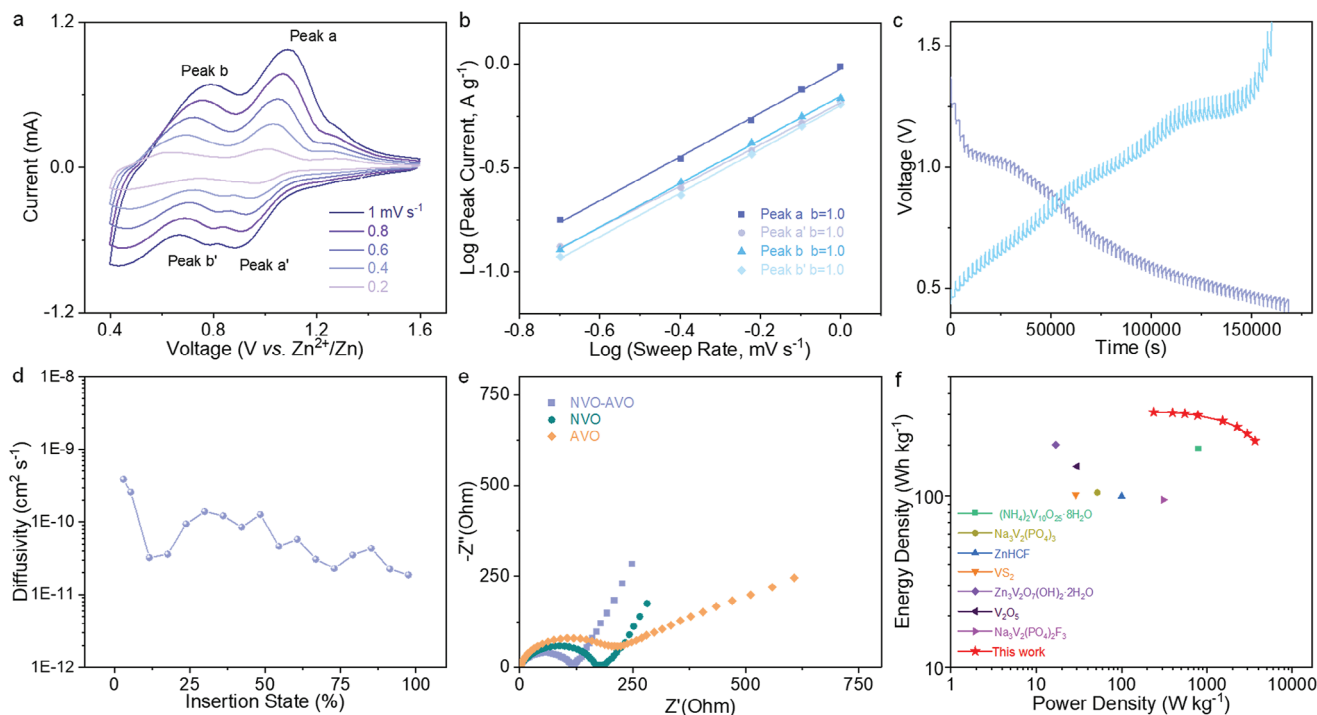 a
1.2
0.0
-1.2
Current (mA)
Peak a
Peak b
Peak b'
Peak a'
1 mV s⁻¹
0.8
0.6
0.4
0.2
0.4
0.8
1.2
1.6
Voltage (V vs. Zn²⁺/Zn)
b
0.0
-0.5
-1.0
Log (Peak Current, A g⁻¹)
Peak a b=1.0
Peak a' b=1.0
Peak b b=1.0
Peak b' b=1.0
-0.8
-0.6
-0.4
-0.2
0.0
Log (Sweep Rate, mV s⁻¹)
c
1.5
1.0
0.5
Voltage (V)
0
50000
100000
150000
Time (s)
d
1E-8
1E-9
1E-10
1E-11
1E-12
Diffusivity (cm² s⁻¹)
0
25
50
75
100
Insertion State (%)
e
750
500
250
0
-Z''(Ohm)
NVO-AVO
NVO
AVO
0
250
500
750
Z'(Ohm)
f
100
10
Energy Density (Wh kg⁻¹)
(NH₄)₂V₁₀O₂₅·8H₂O
Na₃V₂(PO₄)₃
ZnHCF
VS₂
Zn₃V₂O₇(OH)₂·2H₂O
V₂O₅
Na₃V₂(PO₄)₂F₃
This work
1
10
100
1000
10000
Power Density (W kg⁻¹)